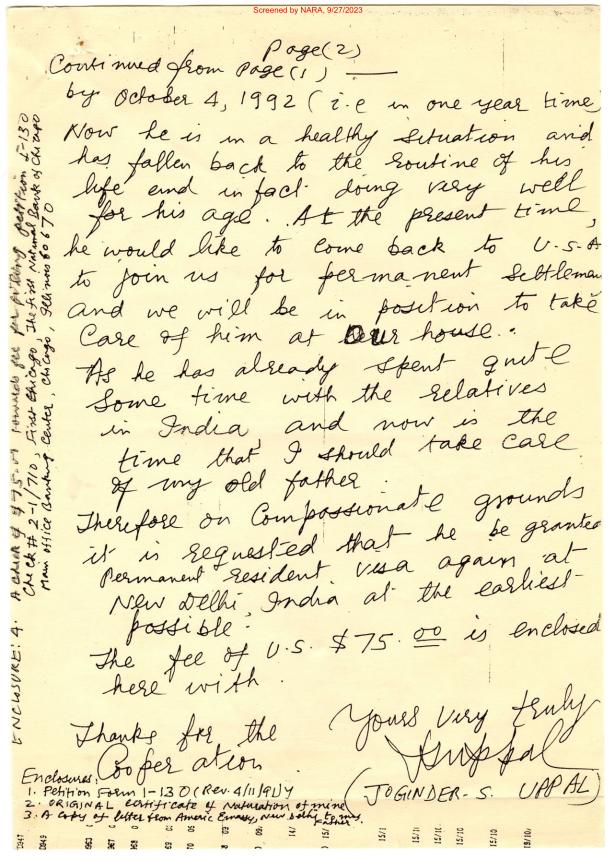 Screened by NARA, 9/27/2023
Page(2)
Continued from page(1)
by October 4, 1992 (i.e in one year time)
Now he is in a healthy situation and
has fallen back to the routine of his
life and infact doing very well
for his age. At the present time,
he would like to come back to U.S.A
to join us for permanent Settlemen
and we will be in position to take
Care of him at OUR house.
As he has already spent quite
Some time with the relatives
in India, and now is the
time that I should take care
of my old father.
Therefore on Compassionate grounds
it is requested that he be granted
Permanent resident visa again at
New Delhi, India at the earliest
possible.
The fee of U.S. $75.00 is enclosed
here with.
Thanks for the
Cooperation.
Yours very truly
(JOGINDER-S. UPPAL)
Enclosures:
1. Petition Form I-130 (Rev. 4/11/91)Y
2. ORIGINAL certificate of Naturation of mine
3. A copy of letter from Americ Emassy, New Delhi to my
father.
ENCLOSURE: 4. A check of $75.00 towards fee for filing petition I-130
Check # 2-1/710, First Chicago, The First National Bank of Chicago
Main office Banking Center, Chicago, Illinois 60670